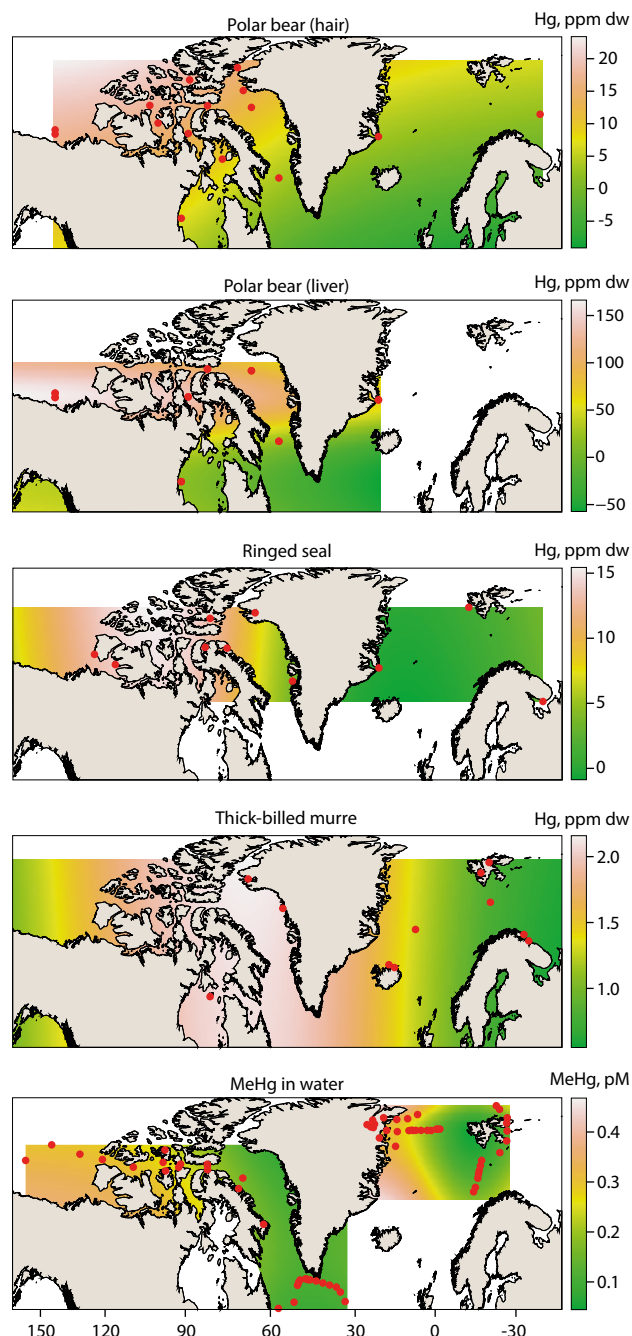 Polar bear (hair)
Hg, ppm dw
20
15
10
5
0
-5
Polar bear (liver)
Hg, ppm dw
150
100
50
0
−50
Ringed seal
Hg, ppm dw
15
10
5
0
Thick-billed murre
Hg, ppm dw
2.0
1.5
1.0
MeHg in water
MeHg, pM
0.4
0.3
0.2
0.1
150 120 90 60 30 0 -30